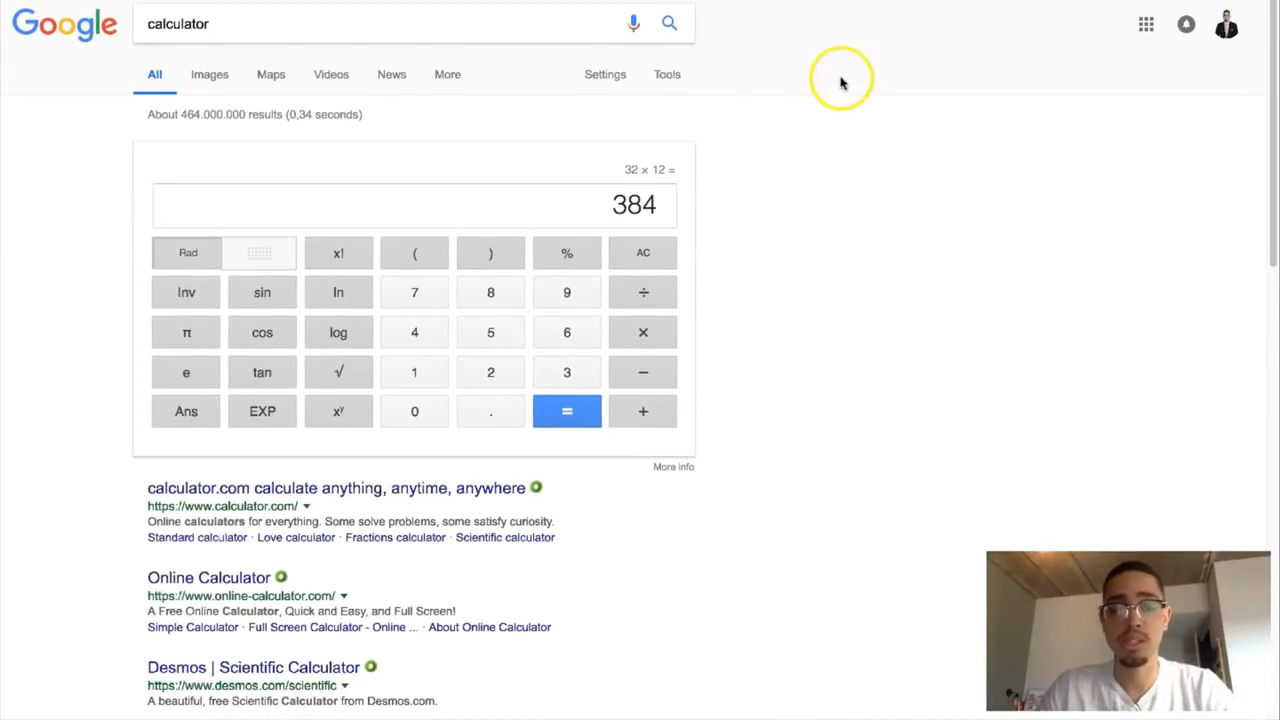 Google
calculator
All Images Maps Videos News More Settings Tools
About 464.000.000 results (0,34 seconds)
32 × 12 =
384
Rad x! ( ) % AC
Inv sin ln 7 8 9 ÷
π cos log 4 5 6 ×
e tan √ 1 2 3 −
Ans EXP xʸ 0 . = +
More info
calculator.com calculate anything, anytime, anywhere
https://www.calculator.com/
Online calculators for everything. Some solve problems, some satisfy curiosity.
Standard calculator · Love calculator · Fractions calculator · Scientific calculator
Online Calculator
https://www.online-calculator.com/
A Free Online Calculator, Quick and Easy, and Full Screen!
Simple Calculator · Full Screen Calculator - Online ... · About Online Calculator
Desmos | Scientific Calculator
https://www.desmos.com/scientific
A beautiful, free Scientific Calculator from Desmos.com.